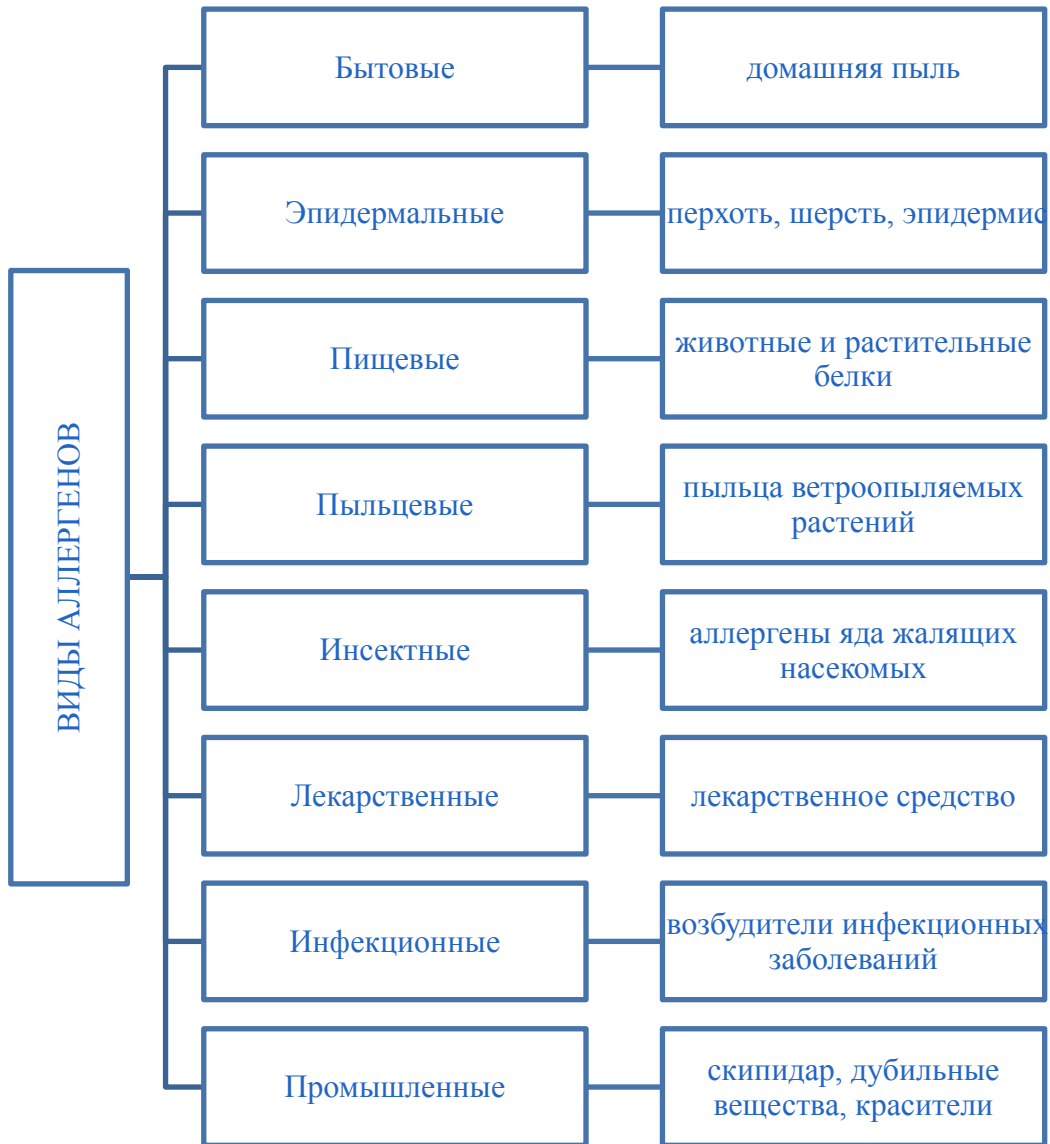 ВИДЫ АЛЛЕРГЕНОВ
Бытовые
домашняя пыль
Эпидермальные
перхоть, шерсть, эпидермис
Пищевые
животные и растительные
белки
Пыльцевые
пыльца ветроопыляемых
растений
Инсектные
аллергены яда жалящих
насекомых
Лекарственные
лекарственное средство
Инфекционные
возбудители инфекционных
заболеваний
Промышленные
скипидар, дубильные
вещества, красители